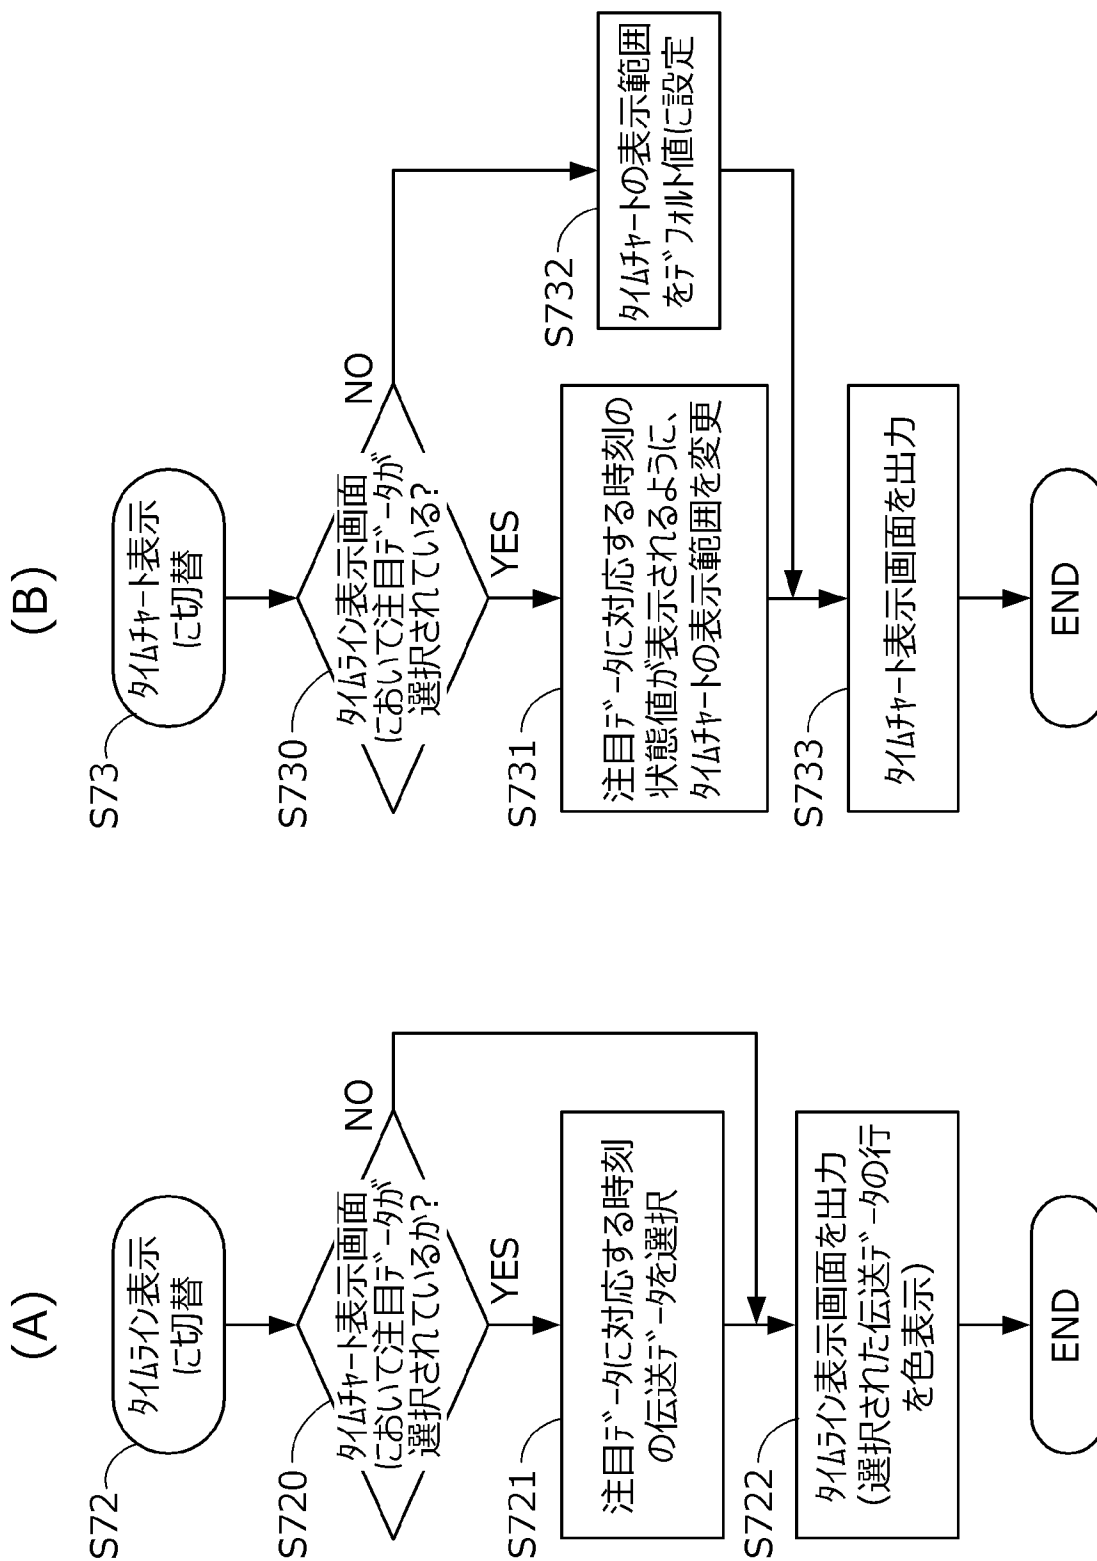 (A)
S72
タイムライン表示
に切替
S720
タイムチャート表示画面
において注目データが
選択されているか?
NO
YES
S721
注目データに対応する時刻
の伝送データを選択
S722
タイムライン表示画面を出力
(選択された伝送データの行
を色表示)
END
(B)
S73
タイムチャート表示
に切替
S730
タイムライン表示画面
において注目データが
選択されている?
NO
YES
S731
注目データに対応する時刻の
状態値が表示されるように、
タイムチャートの表示範囲を変更
S732
タイムチャートの表示範囲
をデフォルト値に設定
S733
タイムチャート表示画面を出力
END